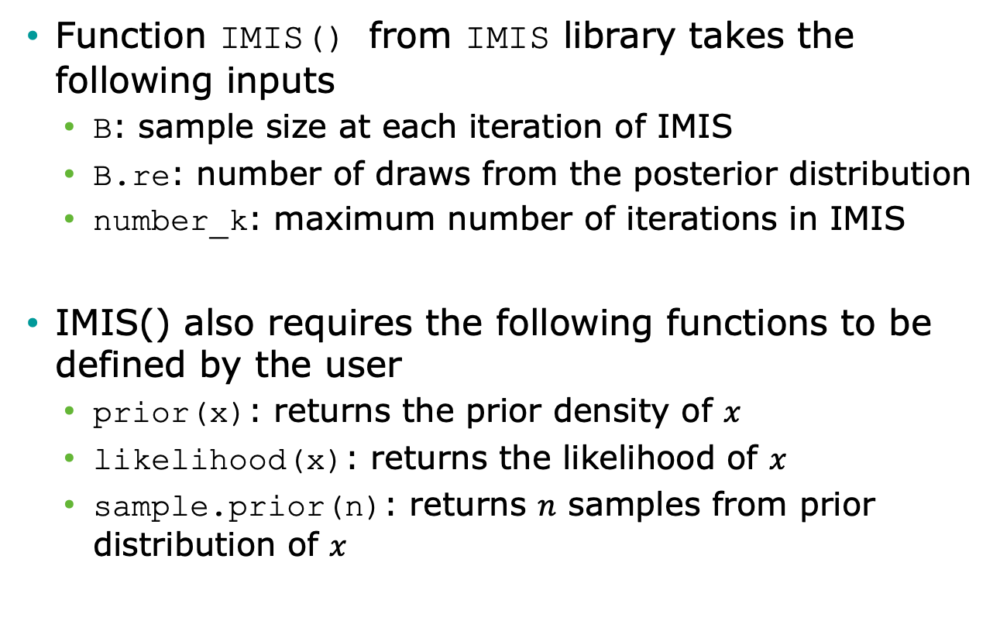 • Function IMIS() from IMIS library takes the
following inputs
• B: sample size at each iteration of IMIS
• B.re: number of draws from the posterior distribution
• number_k: maximum number of iterations in IMIS
• IMIS() also requires the following functions to be
defined by the user
• prior(x): returns the prior density of x
• likelihood(x): returns the likelihood of x
• sample.prior(n): returns n samples from prior
distribution of x